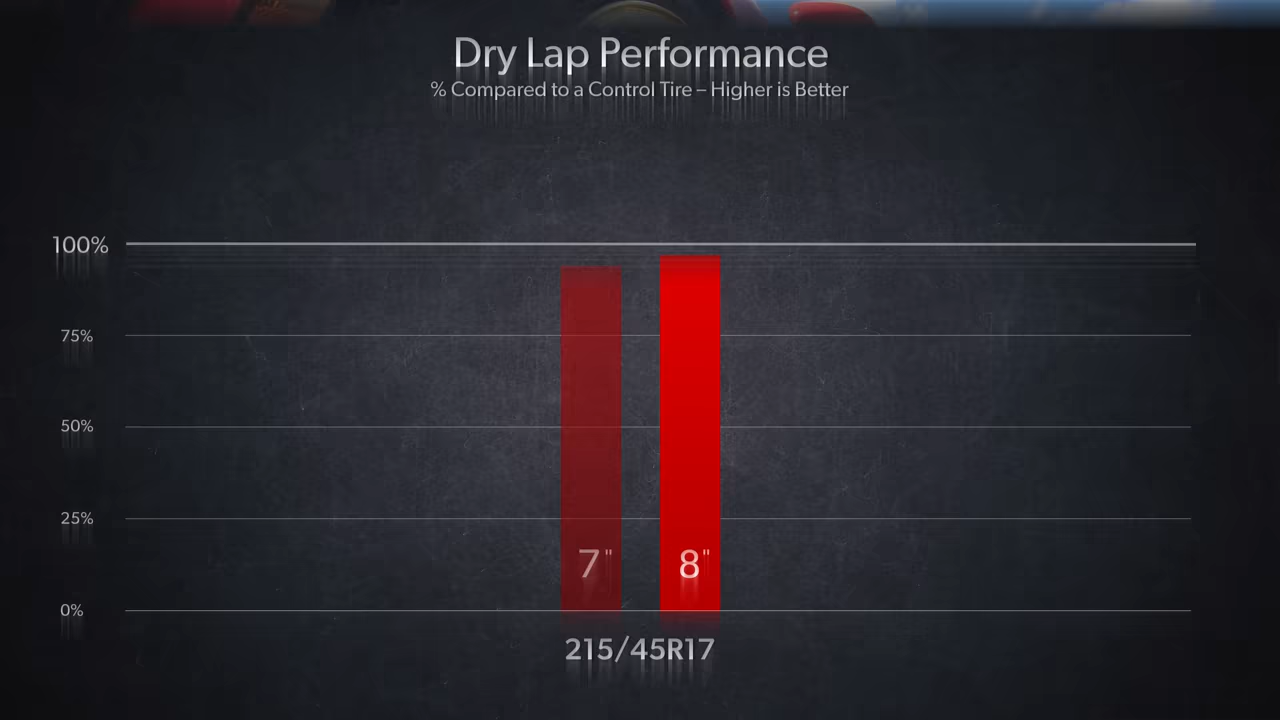 Dry Lap Performance
% Compared to a Control Tire – Higher is Better
100%
75%
50%
25%
0%
7"
8"
215/45R17